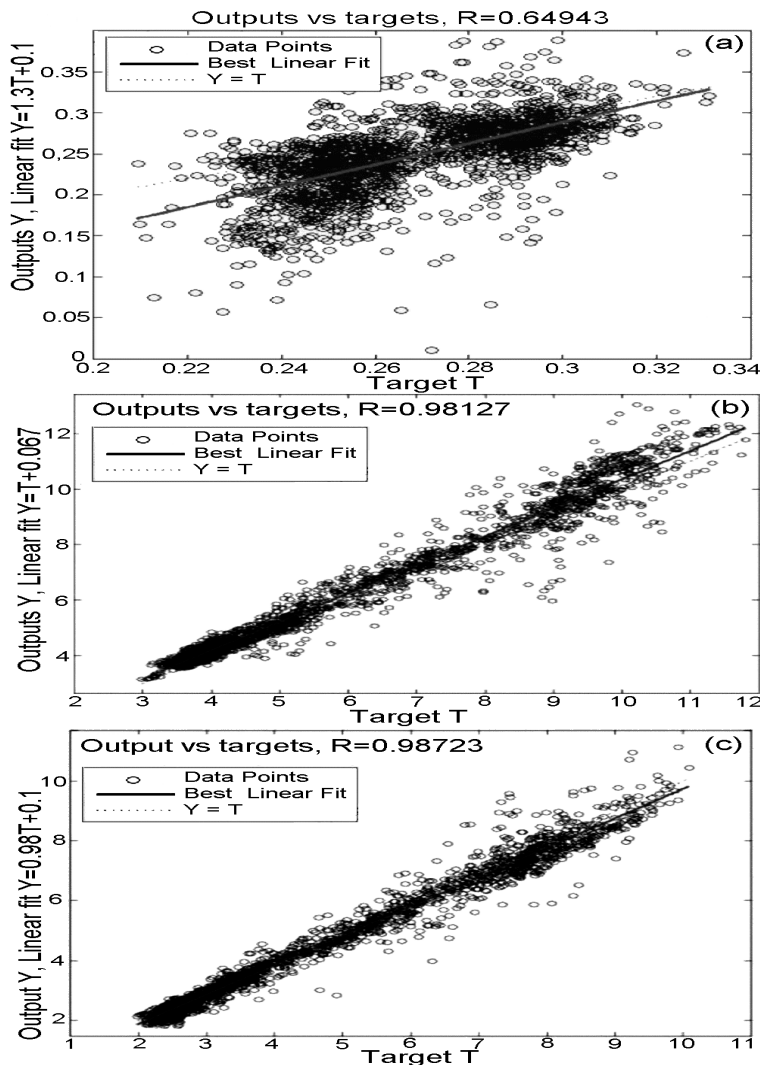 Outputs vs targets, R=0.64943
(a)
Data Points
Best Linear Fit
Y = T
Outputs Y, Linear fit Y=1.3T+0.1
0.35
0.3
0,25
0.2
0.15
0.1
0.05
0
0.2 0.22 0.24 0.26 0.28 0.3 0.32 0.34
Target T
Outputs vs targets, R=0.98127
(b)
Data Points
Best Linear Fit
Y = T
Outputs Y, Linear fit Y=T+0.067
12
10
8
6
4
2 3 4 5 6 7 8 9 10 11 12
Target T
Output vs targets, R=0.98723
(c)
Data Points
Best Linear Fit
Y = T
Output Y, Linear fit Y=0.98T+0.1
10
8
6
4
2
1 2 3 4 5 6 7 8 9 10 11
Target T